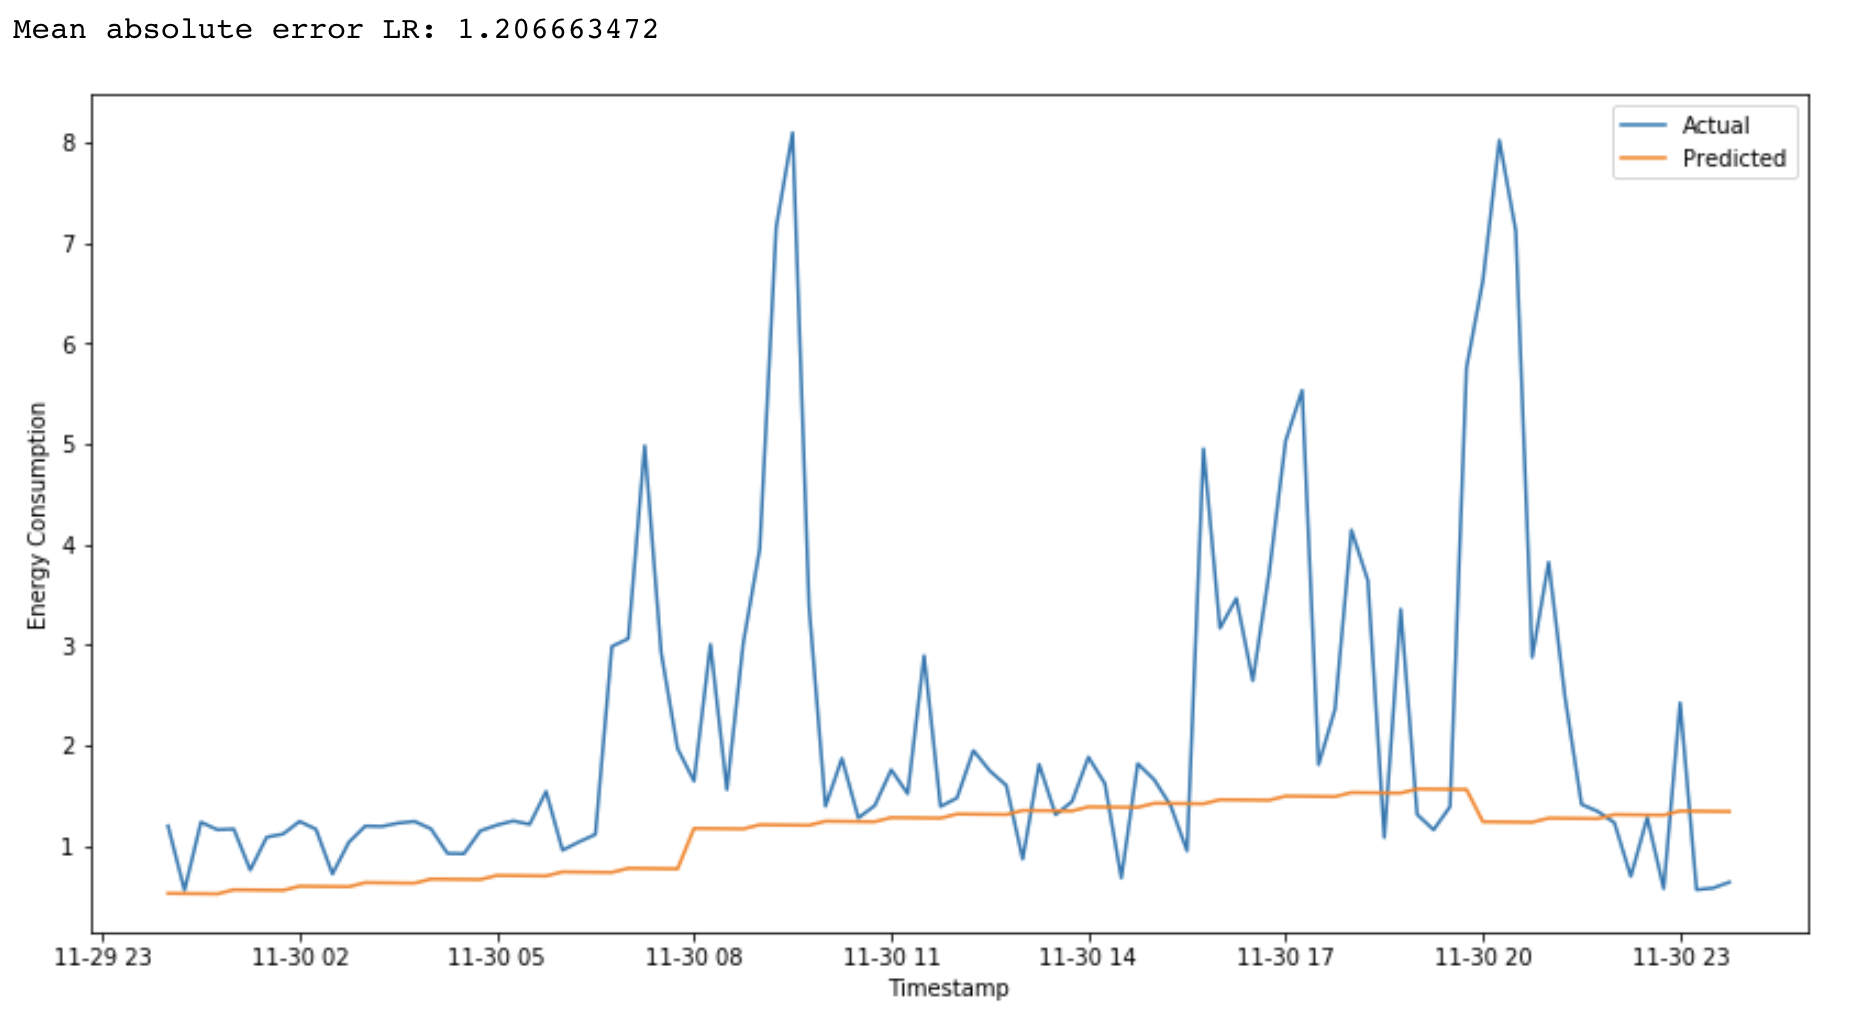 Mean absolute error LR: 1.206663472
Actual
Predicted
8
7
6
5
4
3
2
1
Energy Consumption
11-29 23 11-30 02 11-30 05 11-30 08 11-30 11 11-30 14 11-30 17 11-30 20 11-30 23
Timestamp